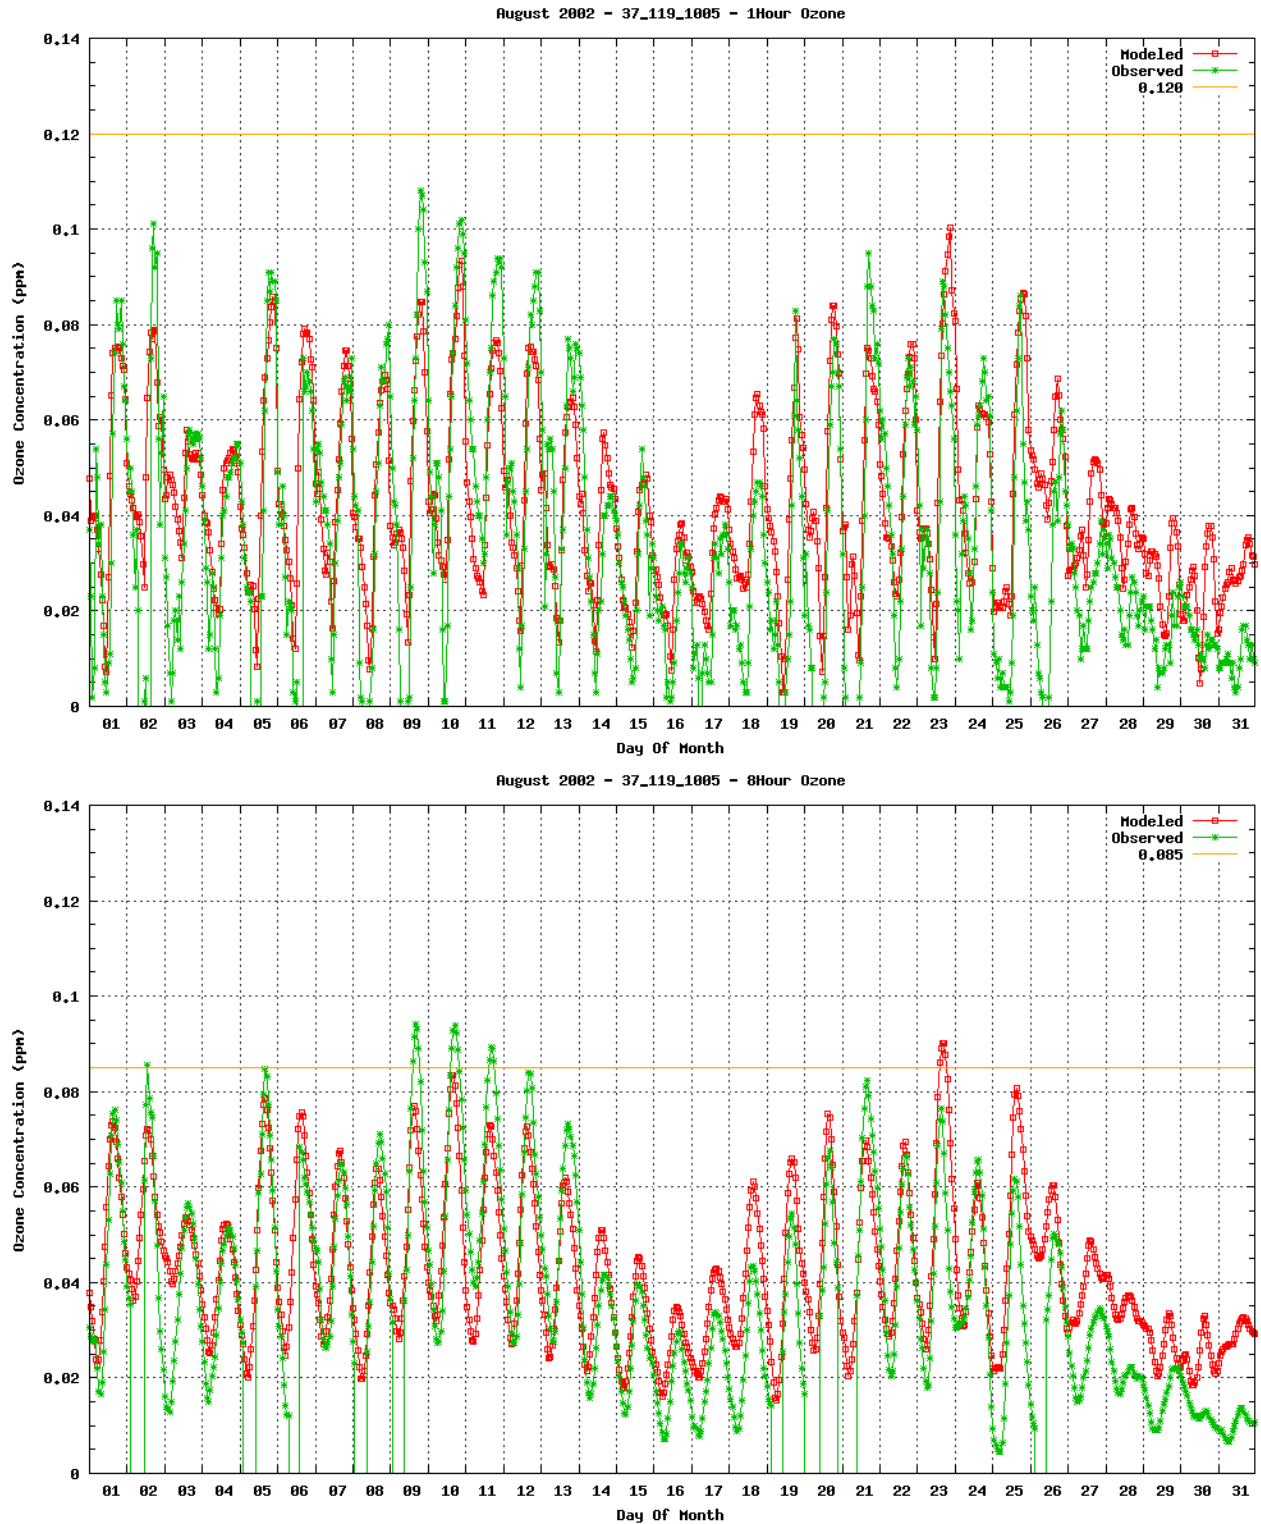 August 2002 - 37_119_1005 - 1Hour Ozone
0.14
0.12
0.1
0.08
0.06
0.04
0.02
0
Ozone Concentration (ppm)
Modeled
Observed
0.120
01 02 03 04 05 06 07 08 09 10 11 12 13 14 15 16 17 18 19 20 21 22 23 24 25 26 27 28 29 30 31
Day Of Month
August 2002 - 37_119_1005 - 8Hour Ozone
0.14
0.12
0.1
0.08
0.06
0.04
0.02
0
Ozone Concentration (ppm)
Modeled
Observed
0.085
01 02 03 04 05 06 07 08 09 10 11 12 13 14 15 16 17 18 19 20 21 22 23 24 25 26 27 28 29 30 31
Day Of Month